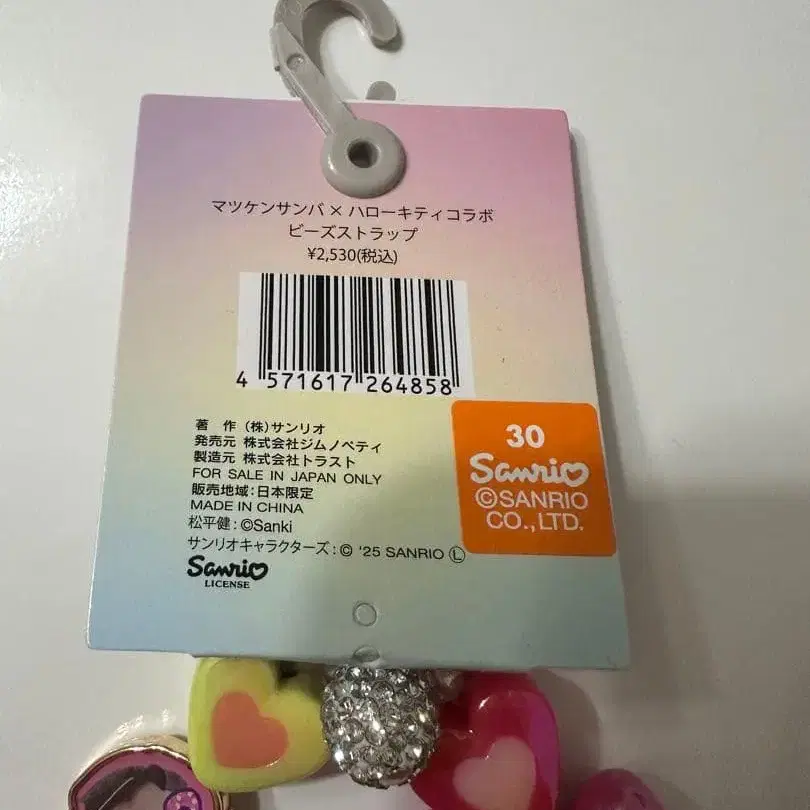 マツケンサンバ×ハローキティコラボ
ビーズストラップ
¥2,530(税込)
4 571617 264858
著　作 (株)サンリオ
発売元 株式会社ジムノペティ
製造元 株式会社トラスト
FOR SALE IN JAPAN ONLY
販売地域:日本限定
MADE IN CHINA
松平健:©Sanki
サンリオキャラクターズ:© '25 SANRIO Ⓛ
Sanrio
LICENSE
30
Sanrio
©SANRIO
CO.,LTD.